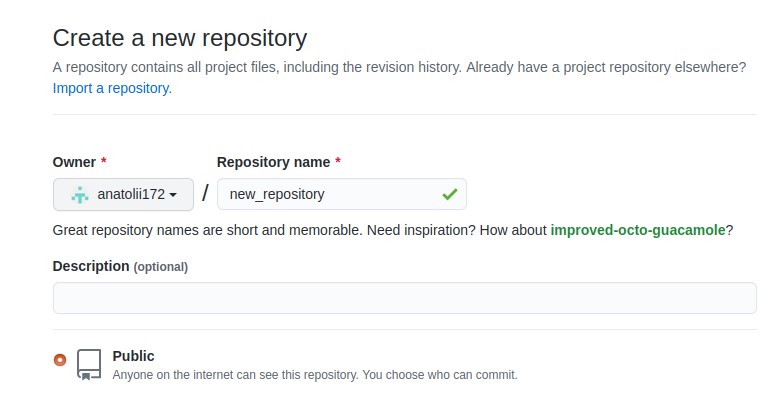 Create a new repository
A repository contains all project files, including the revision history. Already have a project repository elsewhere?
Import a repository.
Owner * Repository name *
anatolii172 / new_repository
Great repository names are short and memorable. Need inspiration? How about improved-octo-guacamole?
Description (optional)
Public
Anyone on the internet can see this repository. You choose who can commit.